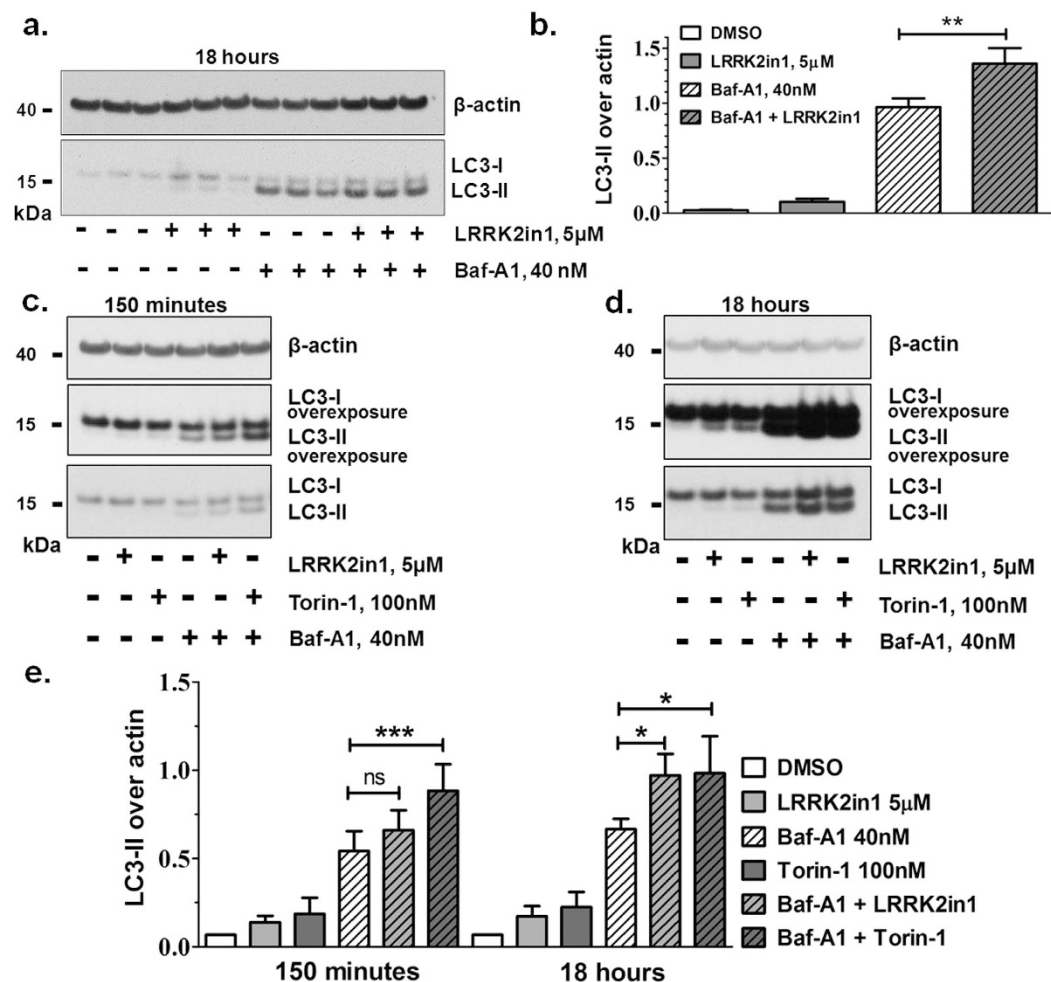 a.
18 hours
40
β-actin
15
LC3-I
LC3-II
kDa
- - - + + + - - - + + + LRRK2in1, 5μM
- - - - - - + + + + + + Baf-A1, 40 nM
b.
LC3-II over actin
1.5
1.0
0.5
0.0
DMSO
LRRK2in1, 5μM
Baf-A1, 40nM
Baf-A1 + LRRK2in1
**
c.
150 minutes
40
β-actin
15
LC3-I
overexposure
LC3-II
overexposure
15
LC3-I
LC3-II
kDa
- + - - + - LRRK2in1, 5μM
- - + - - + Torin-1, 100nM
- - - + + + Baf-A1, 40nM
d.
18 hours
40
β-actin
15
LC3-I
overexposure
LC3-II
overexposure
15
LC3-I
LC3-II
kDa
- + - - + - LRRK2in1, 5μM
- - + - - + Torin-1, 100nM
- - - + + + Baf-A1, 40nM
e.
LC3-II over actin
1.5
1.0
0.5
0.0
***
ns
*
*
150 minutes
18 hours
DMSO
LRRK2in1 5μM
Baf-A1 40nM
Torin-1 100nM
Baf-A1 + LRRK2in1
Baf-A1 + Torin-1